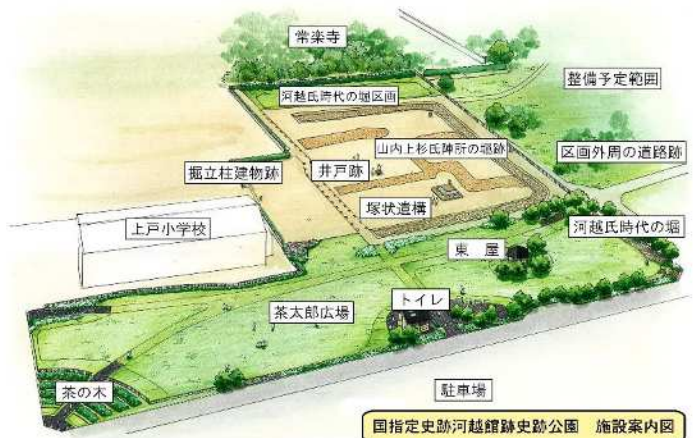 常楽寺
整備予定範囲
河越氏時代の堀区画
山内上杉氏陣所の堀跡
区画外周の道路跡
掘立柱建物跡
井戸跡
塚状遺構
上戸小学校
河越氏時代の堀
東屋
トイレ
茶太郎広場
茶の木
駐車場
国指定史跡河越館跡史跡公園 施設案内図